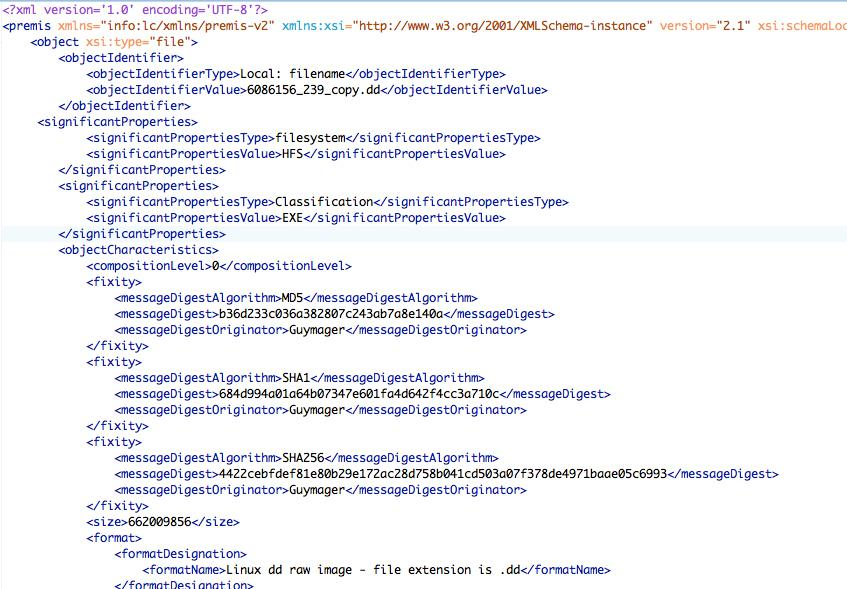 <?xml version='1.0' encoding='UTF-8'?>
<premis xmlns="info:lc/xmlns/premis-v2" xmlns:xsi="http://www.w3.org/2001/XMLSchema-instance" version="2.1" xsi:schemaLoc
<object xsi:type="file">
<objectIdentifier>
<objectIdentifierType>Local: filename</objectIdentifierType>
<objectIdentifierValue>6086156_239_copy.dd</objectIdentifierValue>
</objectIdentifier>
<significantProperties>
<significantPropertiesType>filesystem</significantPropertiesType>
<significantPropertiesValue>HFS</significantPropertiesValue>
</significantProperties>
<significantProperties>
<significantPropertiesType>Classification</significantPropertiesType>
<significantPropertiesValue>EXE</significantPropertiesValue>
</significantProperties>
<objectCharacteristics>
<compositionLevel>0</compositionLevel>
<fixity>
<messageDigestAlgorithm>MD5</messageDigestAlgorithm>
<messageDigest>b36d233c036a382807c243ab7a8e140a</messageDigest>
<messageDigestOriginator>Guymager</messageDigestOriginator>
</fixity>
<fixity>
<messageDigestAlgorithm>SHA1</messageDigestAlgorithm>
<messageDigest>684d994a01a64b07347e601fa4d642f4cc3a710c</messageDigest>
<messageDigestOriginator>Guymager</messageDigestOriginator>
</fixity>
<fixity>
<messageDigestAlgorithm>SHA256</messageDigestAlgorithm>
<messageDigest>4422cebfdef81e80b29e172ac28d758b041cd503a07f378de4971baae05c6993</messageDigest>
<messageDigestOriginator>Guymager</messageDigestOriginator>
</fixity>
<size>662009856</size>
<format>
<formatDesignation>
<formatName>Linux dd raw image - file extension is .dd</formatName>
</formatDesignation>